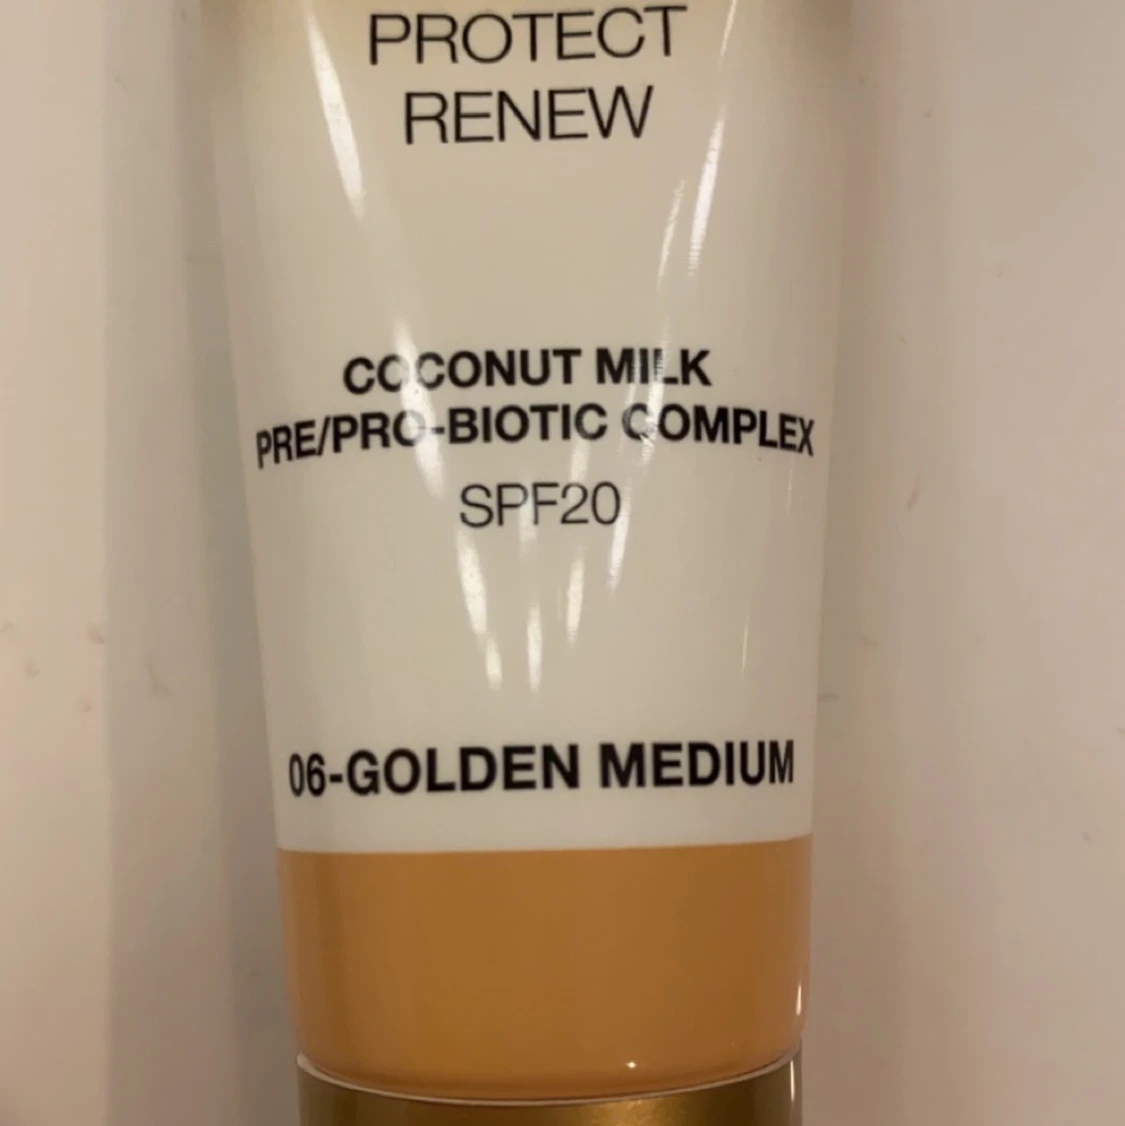 PROTECT
RENEW
COCONUT MILK
PRE/PRO-BIOTIC COMPLEX
SPF20
06-GOLDEN MEDIUM